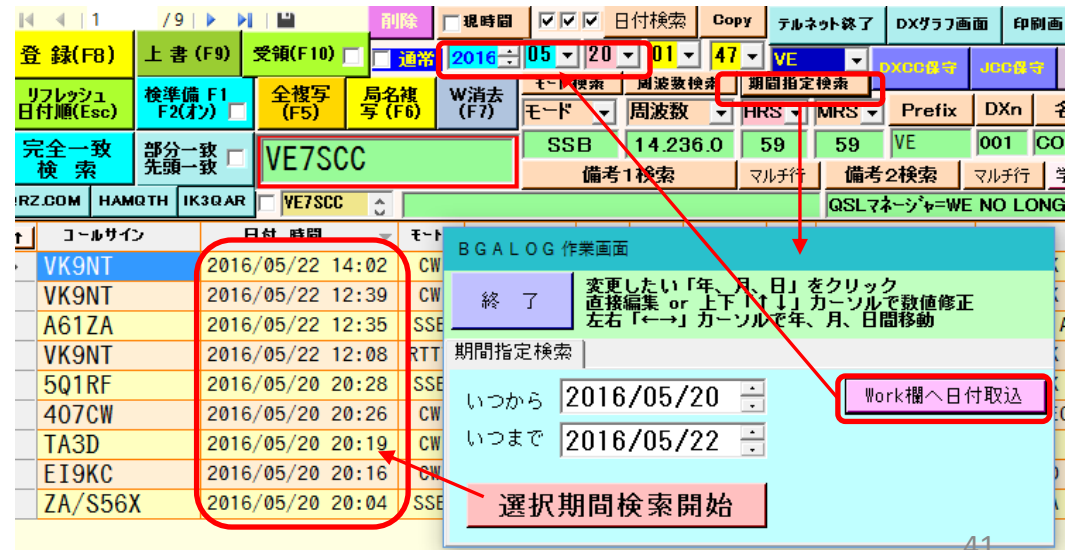 1 /9 削除 現時間 日付検索 Copy テルネット終了 DXグラフ画面 印刷画
登 録(F8) 上 書 (F9) 受領(F10) 通常 2016 05 20 01 47 VE DXCC保守 JCC保守
モード検索 周波数検索 期間指定検索
リフレッシュ 検準備 F1 全複写 局名複 W消去
日付順(Esc) F2(オン) (F5) 写 (F6) (F7) モード 周波数 HRS MRS Prefix DXn
完全一致 部分一致 VE7SCC SSB 14.236.0 59 59 VE 001 CO
検 索 先頭一致 備考1検索 マルチ行 備考2検索 マルチ行
RZ.COM HAMQTH IK3QAR VE7SCC QSLマネージャ=WE NO LONG
コールサイン 日付 時間 モート
VK9NT 2016/05/22 14:02 CW
VK9NT 2016/05/22 12:39 CW
A61ZA 2016/05/22 12:35 SSB
VK9NT 2016/05/22 12:08 RTT
5Q1RF 2016/05/20 20:28 SSB
4O7CW 2016/05/20 20:26 CW
TA3D 2016/05/20 20:19 CW
EI9KC 2016/05/20 20:16 CW
ZA/S56X 2016/05/20 20:04 SSB
BGALOG 作業画面
終 了
変更したい「年、月、日」をクリック
直接編集 or 上下「↑↓」カーソルで数値修正
左右「←→」カーソルで年、月、日間移動
期間指定検索
いつから 2016/05/20 Work欄へ日付取込
いつまで 2016/05/22
選択期間検索開始
41